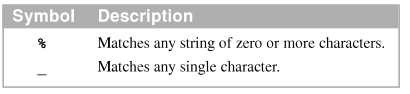 Symbol Description
% Matches any string of zero or more characters.
_ Matches any single character.